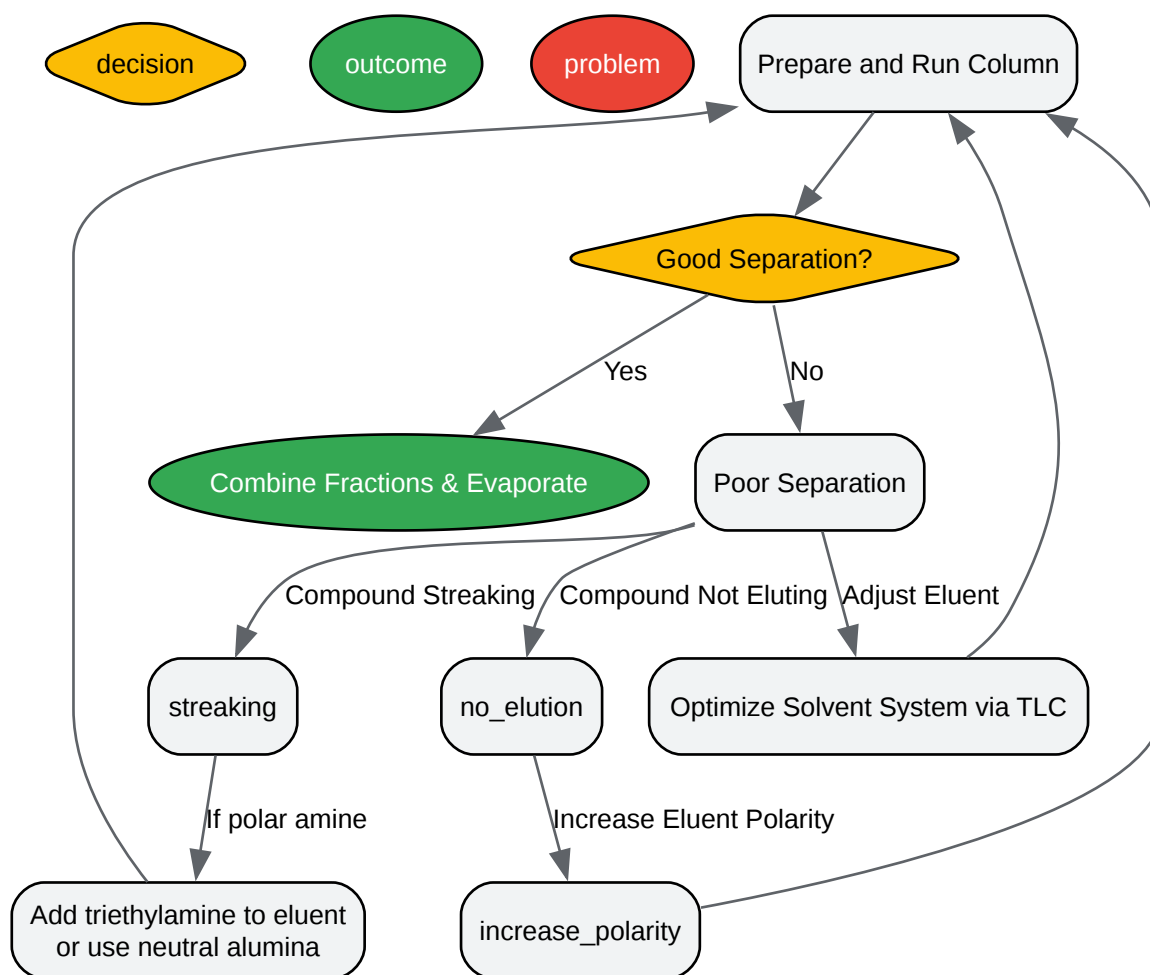 decision
outcome
problem
Prepare and Run Column
Good Separation?
Yes
No
Combine Fractions & Evaporate
Poor Separation
Compound Streaking
Compound Not Eluting
Adjust Eluent
streaking
no_elution
Optimize Solvent System via TLC
If polar amine
Increase Eluent Polarity
Add triethylamine to eluent
or use neutral alumina
increase_polarity